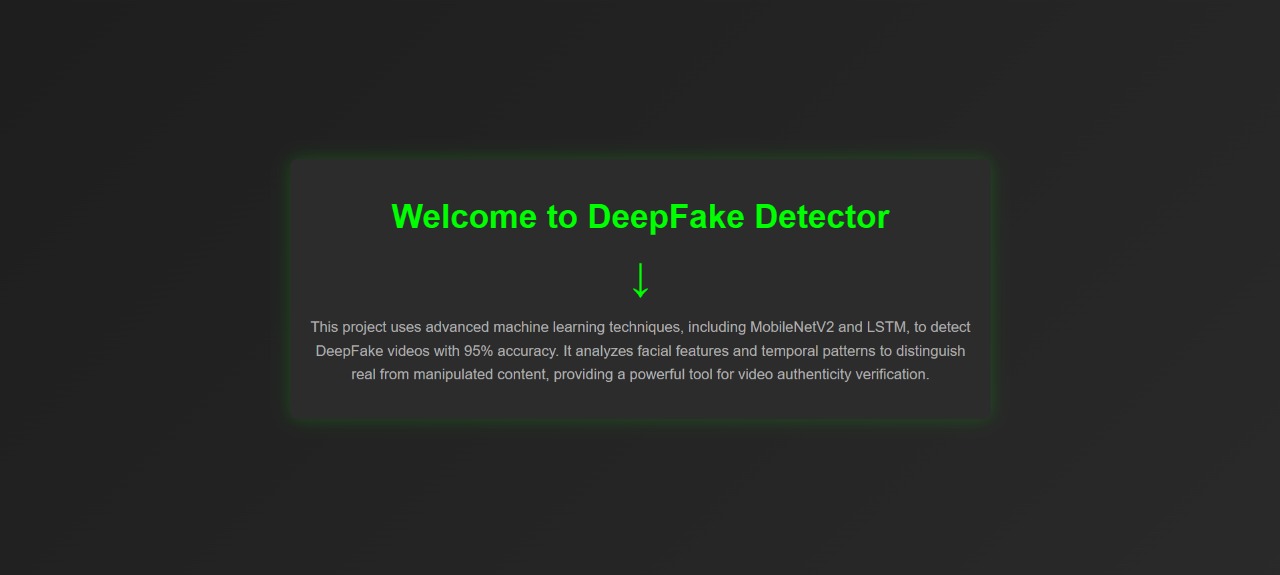 Welcome to DeepFake Detector
↓
This project uses advanced machine learning techniques, including MobileNetV2 and LSTM, to detect
DeepFake videos with 95% accuracy. It analyzes facial features and temporal patterns to distinguish
real from manipulated content, providing a powerful tool for video authenticity verification.